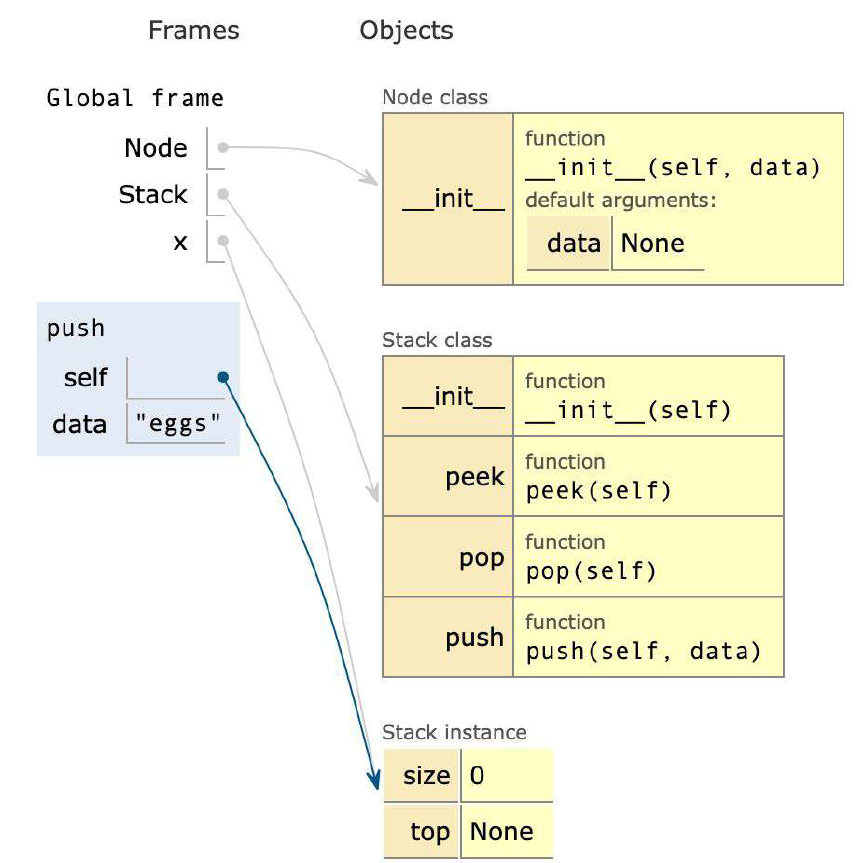 Frames Objects
Global frame
Node
Stack
x
push
self
data "eggs"
Node class
__init__
function
__init__(self, data)
default arguments:
data None
Stack class
__init__
function
__init__(self)
peek
function
peek(self)
pop
function
pop(self)
push
function
push(self, data)
Stack instance
size 0
top None